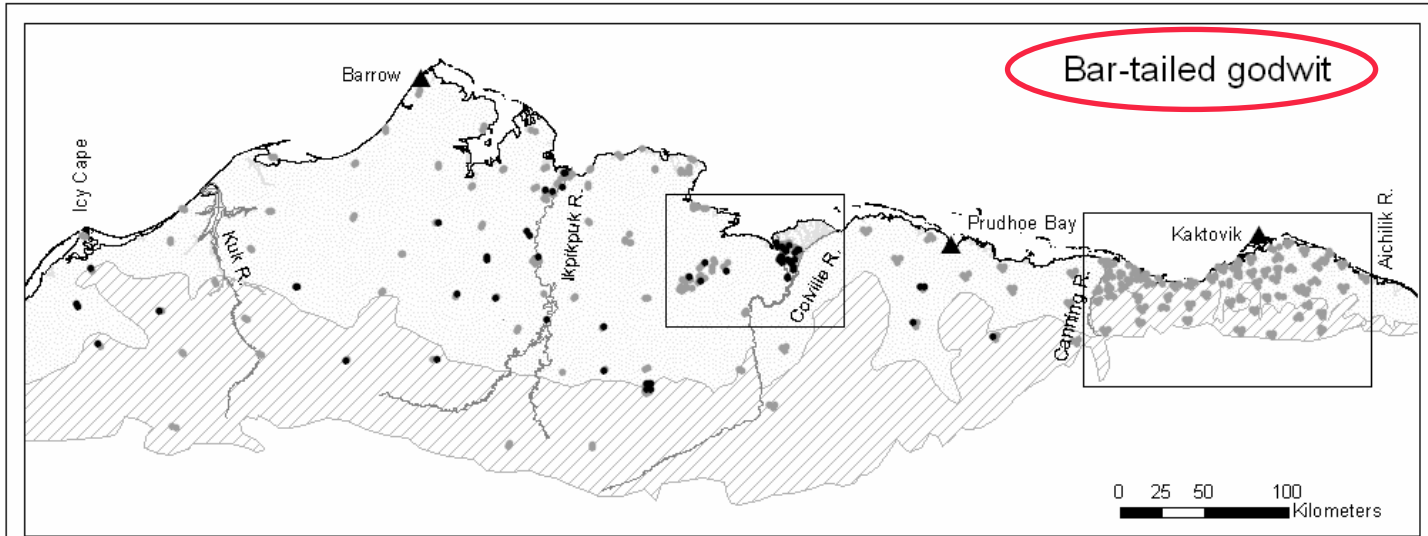 Bar-tailed godwit
Barrow
Icy Cape
Kuk R.
Ikpikpuk R.
Colville R.
Prudhoe Bay
Canning R.
Kaktovik
Aichilik R.
0 25 50 100
Kilometers